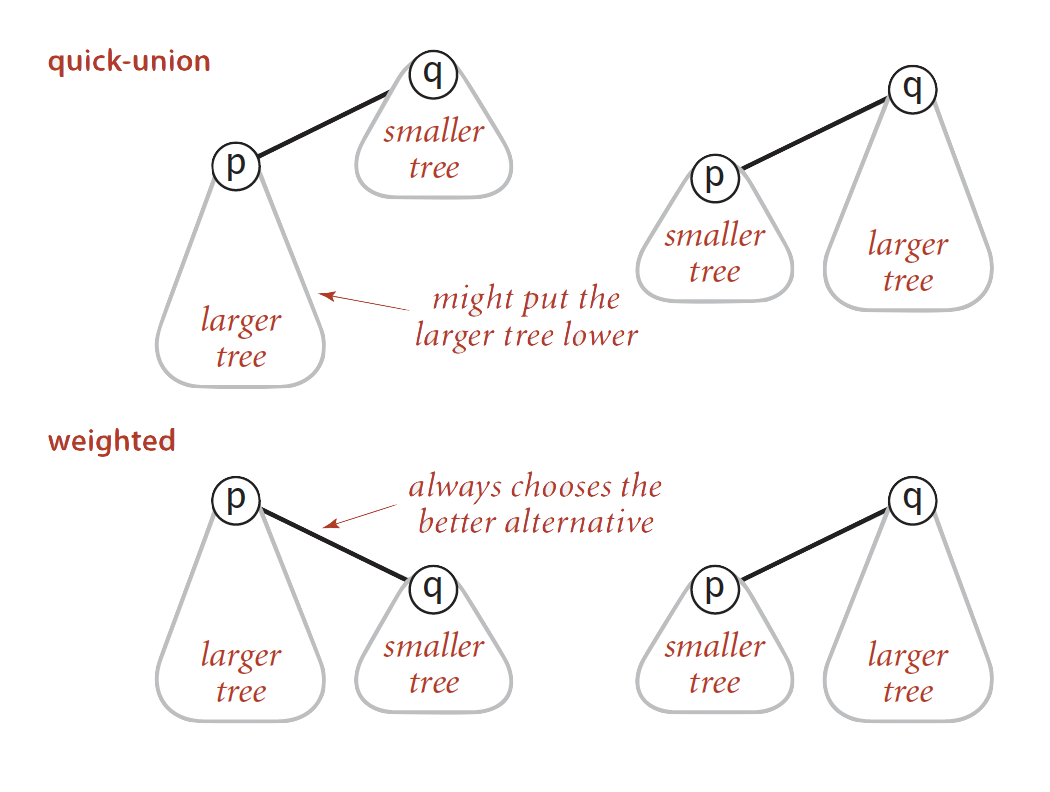 quick-union
q
smaller
tree
p
larger
tree
might put the
larger tree lower
q
p
smaller
tree
larger
tree
weighted
p
always chooses the
better alternative
q
larger
tree
smaller
tree
q
p
smaller
tree
larger
tree